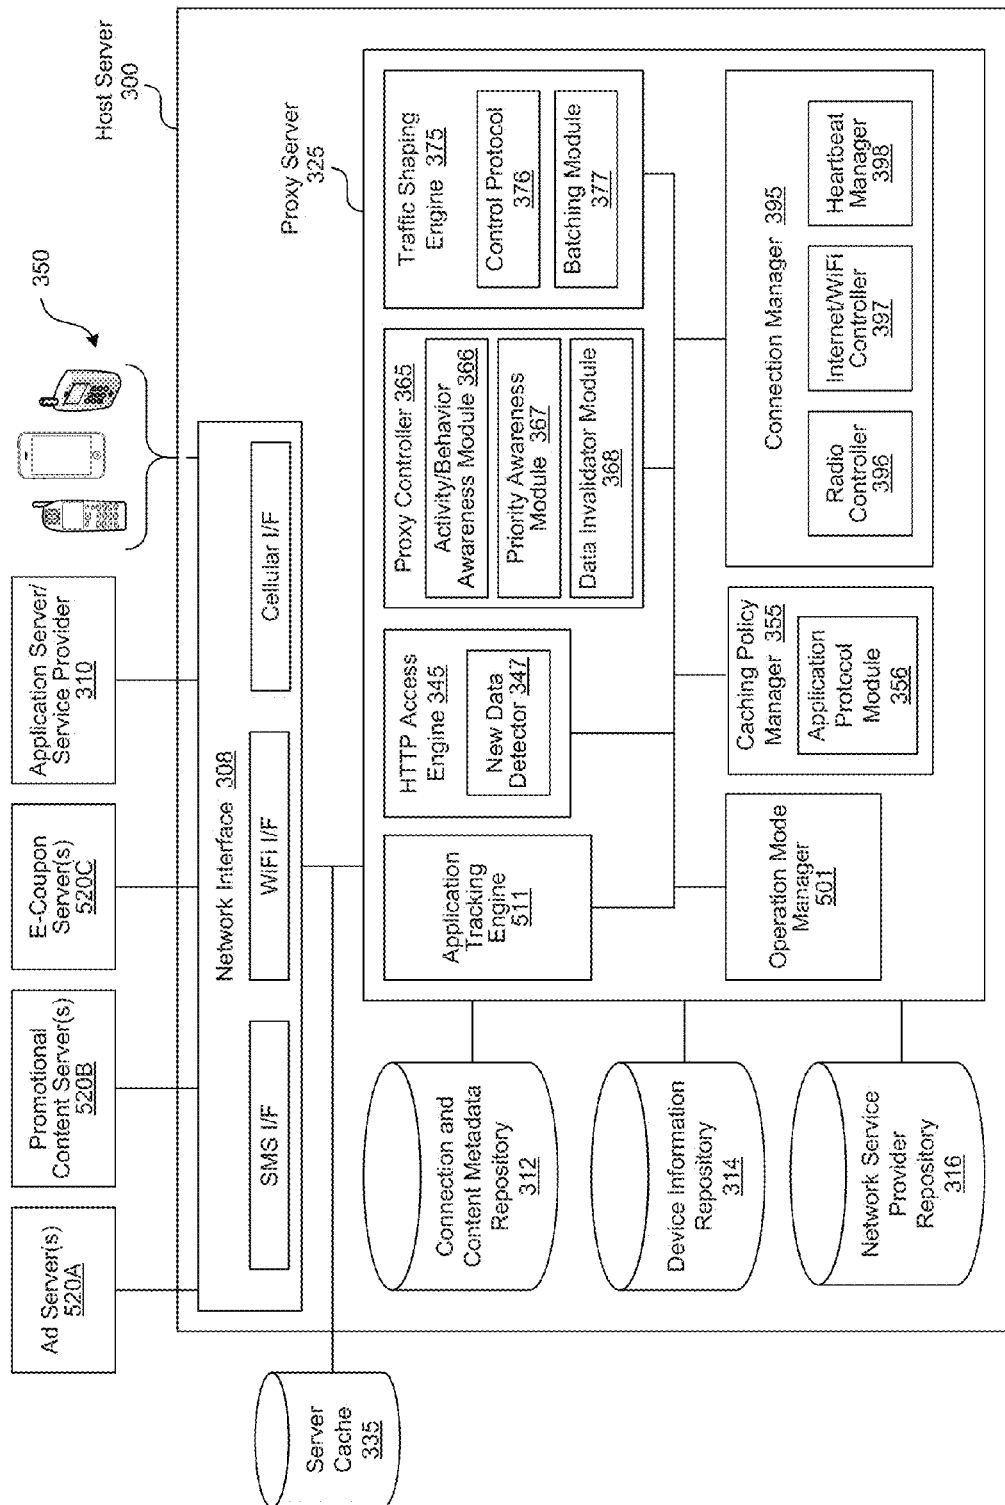 Ad Server(s)
520A
Promotional
Content Server(s)
520B
E-Coupon
Server(s)
520C
Application Server/
Service Provider
310
350
Host Server
300
Network Interface 308
SMS I/F
WiFi I/F
Cellular I/F
Server
Cache
335
Proxy Server
325
Connection and
Content Metadata
Repository
312
Device Information
Repository
314
Network Service
Provider
Repository
316
Application
Tracking
Engine
511
HTTP Access
Engine 345
New Data
Detector 347
Proxy Controller 365
Activity/Behavior
Awareness Module 366
Priority Awareness
Module 367
Data Invalidator Module
368
Traffic Shaping
Engine 375
Control Protocol
376
Batching Module
377
Operation Mode
Manager
501
Caching Policy
Manager 355
Application
Protocol
Module
356
Connection Manager 395
Radio
Controller
396
Internet/WiFi
Controller
397
Heartbeat
Manager
398